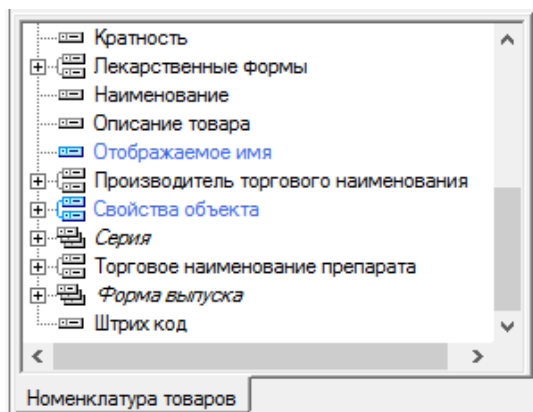 Кратность
Лекарственные формы
Наименование
Описание товара
Отображаемое имя
Производитель торгового наименования
Свойства объекта
Серия
Торговое наименование препарата
Форма выпуска
Штрих код
Номенклатура товаров